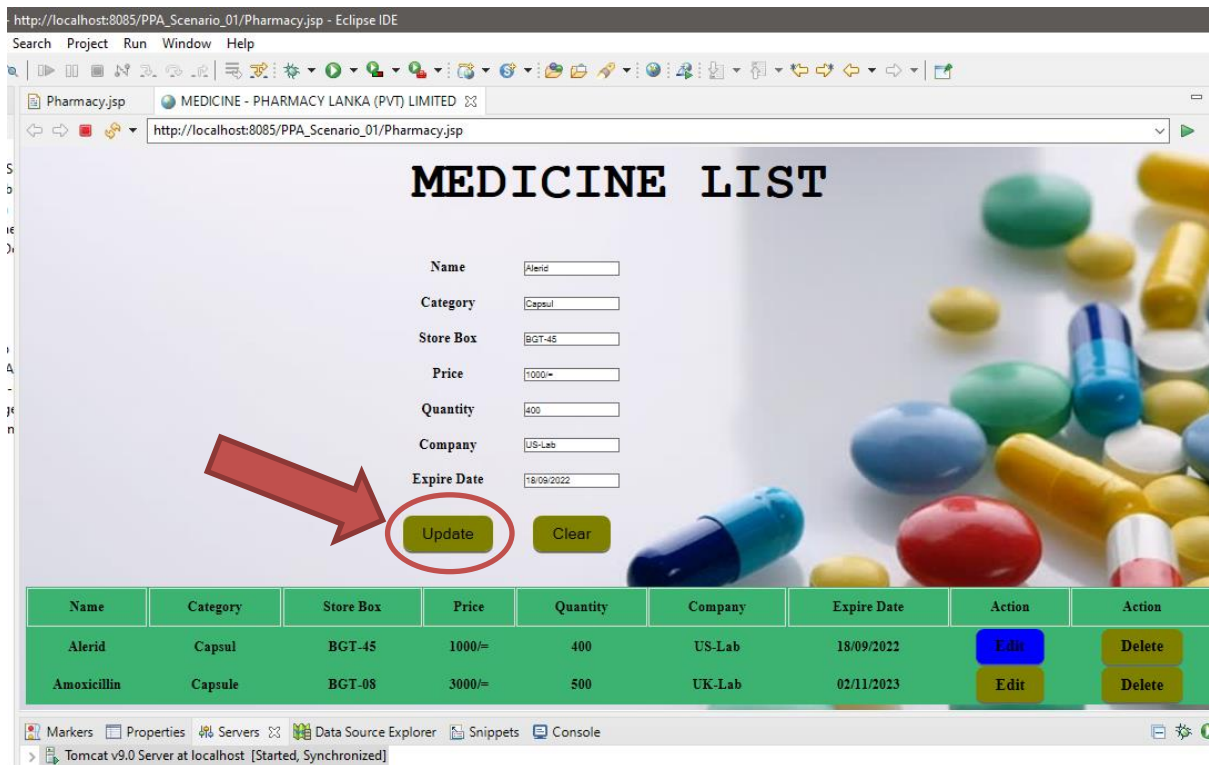 http://localhost:8085/PPA_Scenario_01/Pharmacy.jsp - Eclipse IDE
Search Project Run Window Help
Pharmacy.jsp MEDICINE - PHARMACY LANKA (PVT) LIMITED
http://localhost:8085/PPA_Scenario_01/Pharmacy.jsp
MEDICINE LIST
Name Alerid
Category Capsul
Store Box BGT-45
Price 1000/=
Quantity 400
Company US-Lab
Expire Date 18/09/2022
Update Clear
Name Category Store Box Price Quantity Company Expire Date Action Action
Alerid Capsul BGT-45 1000/= 400 US-Lab 18/09/2022 Edit Delete
Amoxicillin Capsule BGT-08 3000/= 500 UK-Lab 02/11/2023 Edit Delete
Markers Properties Servers Data Source Explorer Snippets Console
Tomcat v9.0 Server at localhost [Started, Synchronized]